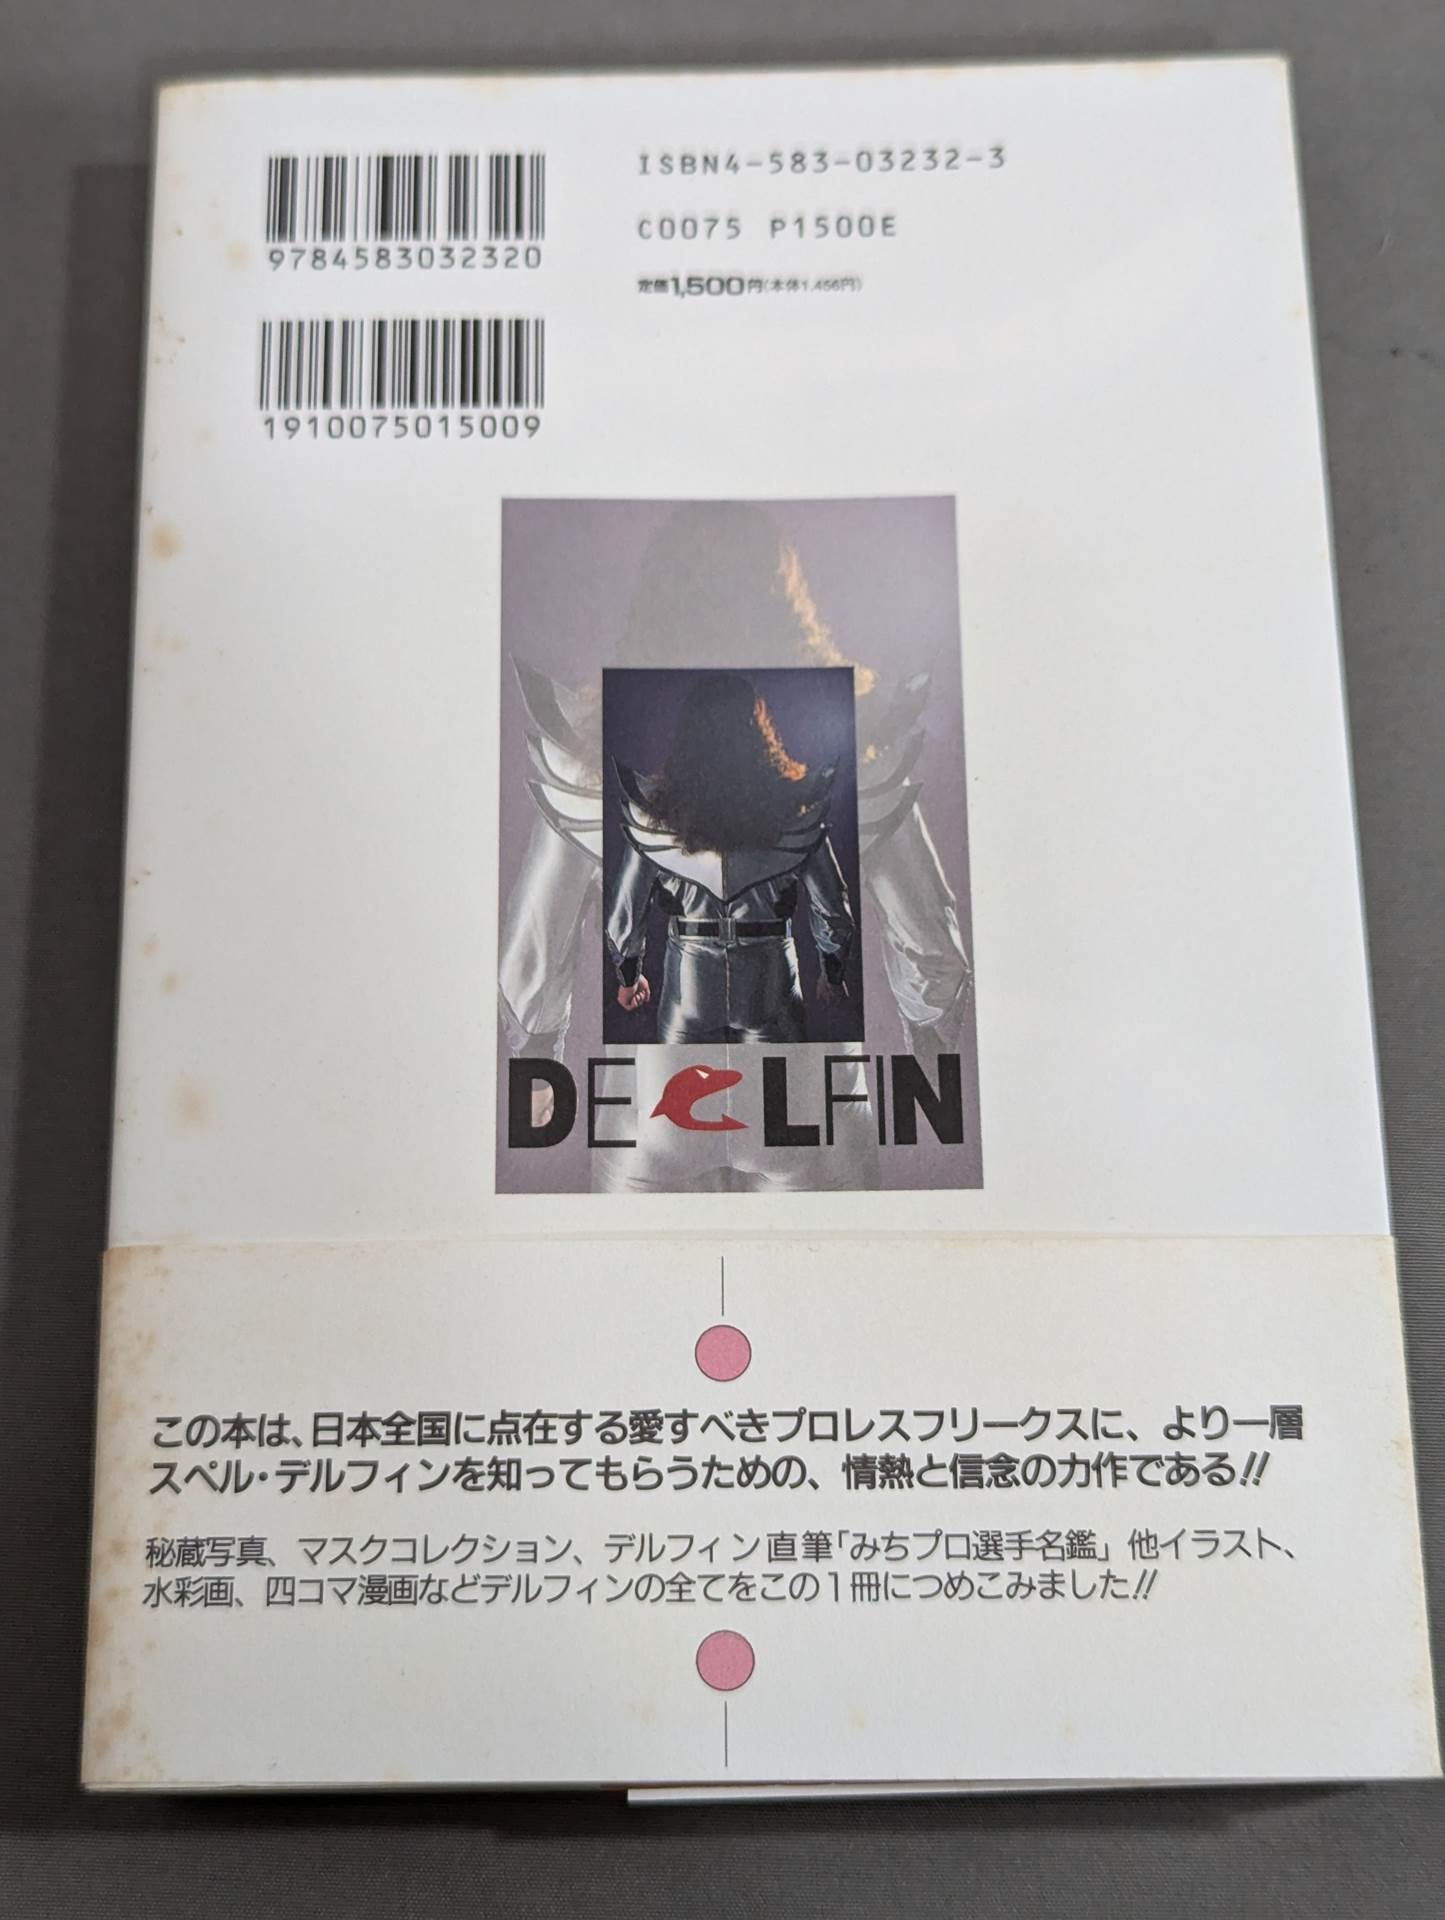 ISBN4-583-03232-3
C0075 P1500E
定価1,500円(本体1,456円)
9784583032320
1910075015009
DELFIN
この本は、日本全国に点在する愛すべきプロレスフリークスに、より一層
スペル・デルフィンを知ってもらうための、情熱と信念の力作である!!
秘蔵写真、マスクコレクション、デルフィン直筆「みちプロ選手名鑑」他イラスト、
水彩画、四コマ漫画などデルフィンの全てをこの1冊につめこみました!!